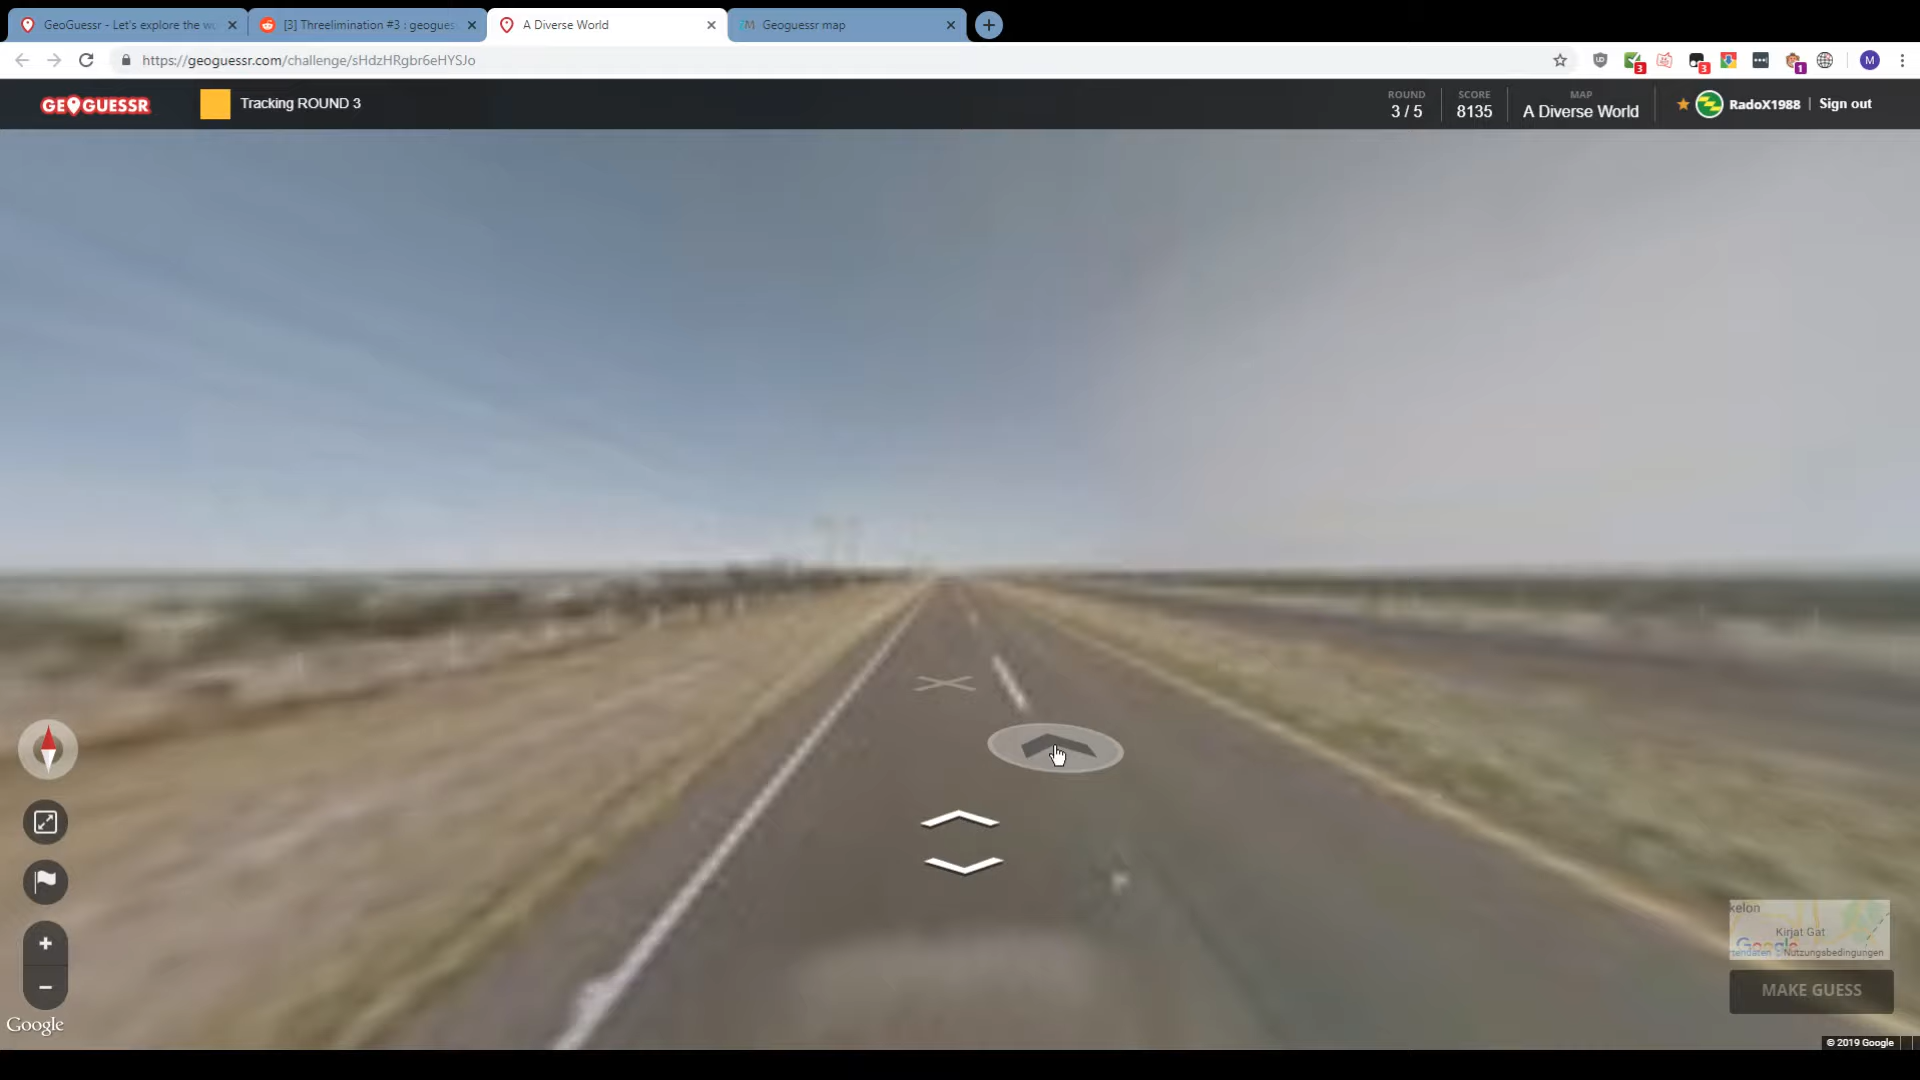 GeoGuessr - Let's explore the wo
[3] Threelimination #3 : geogues
A Diverse World
Geoguessr map
https://geoguessr.com/challenge/sHdzHRgbr6eHYSJo
GEOGUESSR
Tracking ROUND 3
ROUND
3 / 5
SCORE
8135
MAP
A Diverse World
RadoX1988
Sign out
kelon
Kirjat Gat
Google
Nutzungsbedingungen
MAKE GUESS
Google
© 2019 Google